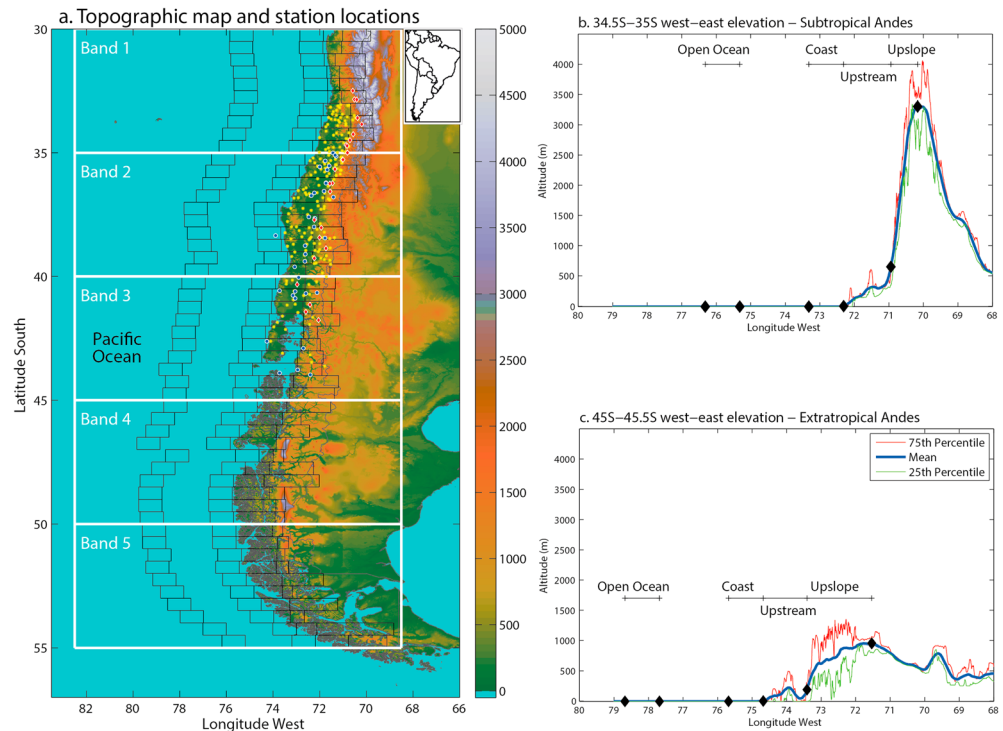 a. Topographic map and station locations
30
35
40
45
50
55
Latitude South
Band 1
Band 2
Band 3
Pacific
Ocean
Band 4
Band 5
82 80 78 76 74 72 70 68 66
Longitude West
5000
4500
4000
3500
3000
2500
2000
1500
1000
500
0
b. 34.5S–35S west–east elevation – Subtropical Andes
Open Ocean Coast Upslope
Upstream
4000
3500
3000
2500
2000
1500
1000
500
0
Altitude (m)
80 79 78 77 76 75 74 73 72 71 70 69 68
Longitude West
c. 45S–45.5S west–east elevation – Extratropical Andes
75th Percentile
Mean
25th Percentile
Open Ocean Coast Upslope
Upstream
4000
3500
3000
2500
2000
1500
1000
500
0
Altitude (m)
80 79 78 77 76 75 74 73 72 71 70 69 68
Longitude West